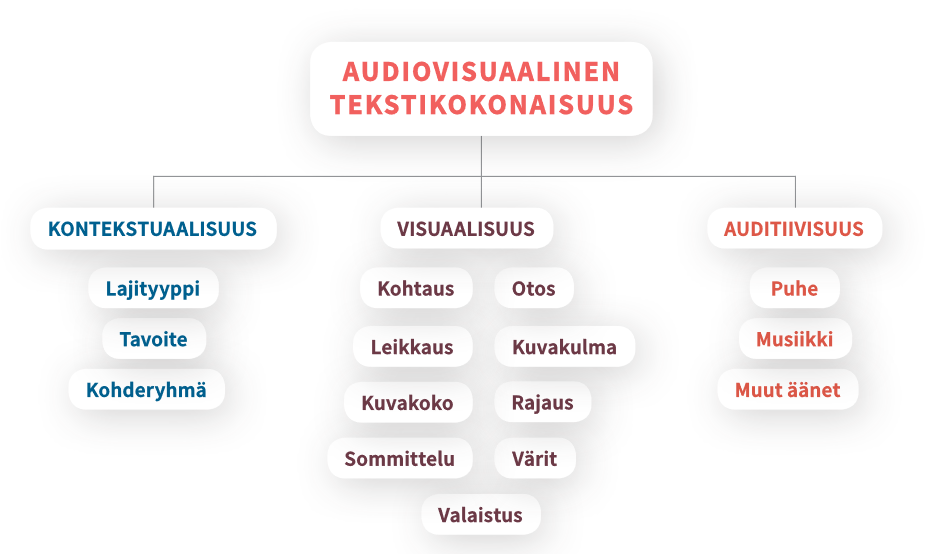 AUDIOVISUAALINEN
TEKSTIKOKONAISUUS
KONTEKSTUAALISUUS
Lajityyppi
Tavoite
Kohderyhmä
VISUAALISUUS
Kohtaus
Otos
Leikkaus
Kuvakulma
Kuvakoko
Rajaus
Sommittelu
Värit
Valaistus
AUDITIIVISUUS
Puhe
Musiikki
Muut äänet